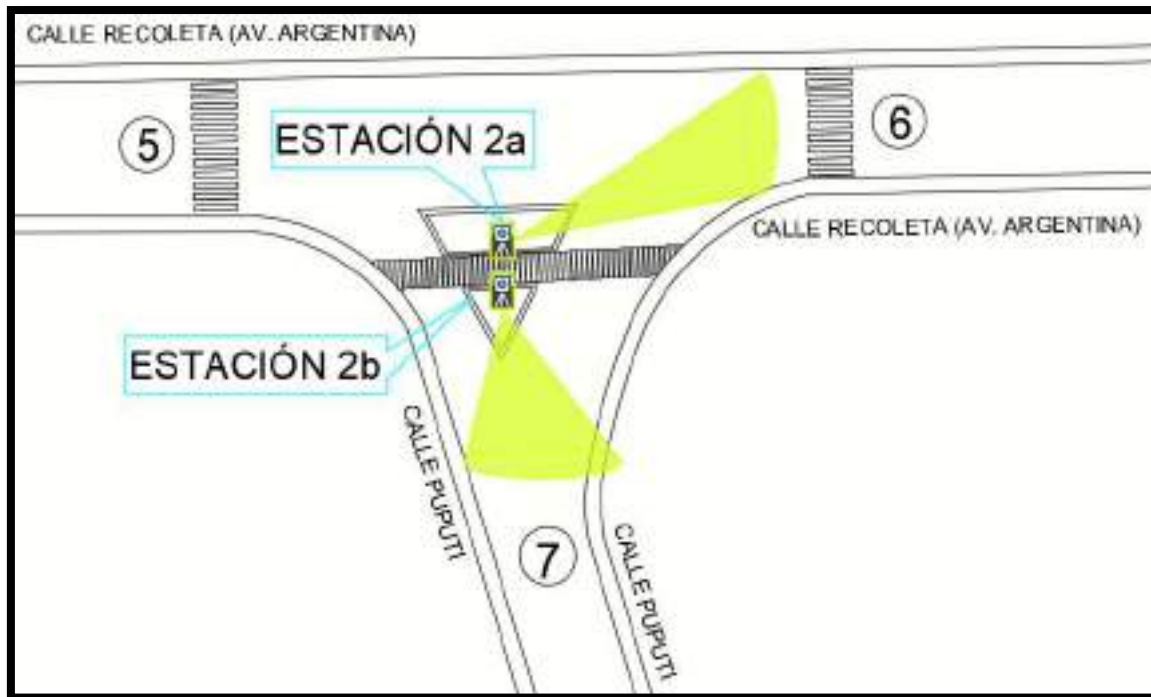 CALLE RECOLETA (AV. ARGENTINA)
5
6
ESTACIÓN 2a
CALLE RECOLETA (AV. ARGENTINA)
ESTACIÓN 2b
CALLE PUPUTI
7
CALLE PUPUTI